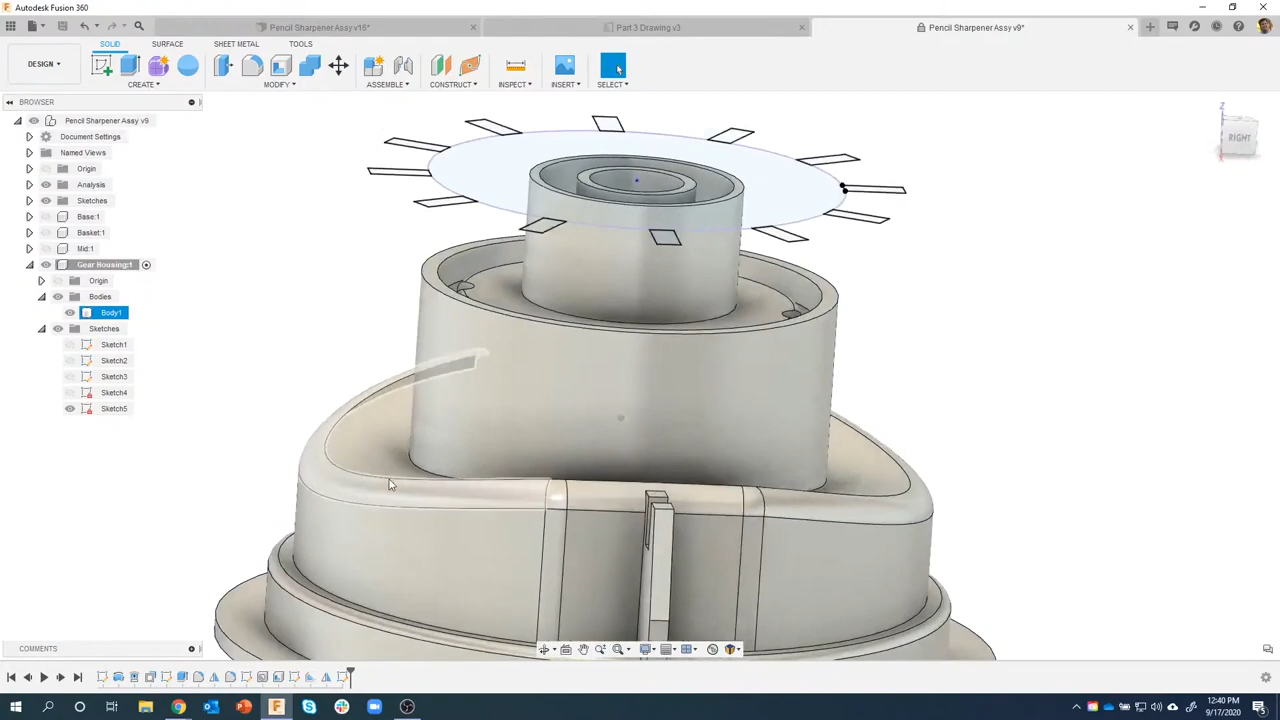 Autodesk Fusion 360
Pencil Sharpener Assy v16*
Part 3 Drawing v3
Pencil Sharpener Assy v9*
SOLID SURFACE SHEET METAL TOOLS
DESIGN
CREATE MODIFY ASSEMBLE CONSTRUCT INSPECT INSERT SELECT
BROWSER
Pencil Sharpener Assy v9
Document Settings
Named Views
Origin
Analysis
Sketches
Base:1
Basket:1
Mid:1
Gear Housing:1
Origin
Bodies
Body1
Sketches
Sketch1
Sketch2
Sketch3
Sketch4
Sketch5
Z
RIGHT
X
COMMENTS
12:40 PM
9/17/2020
5